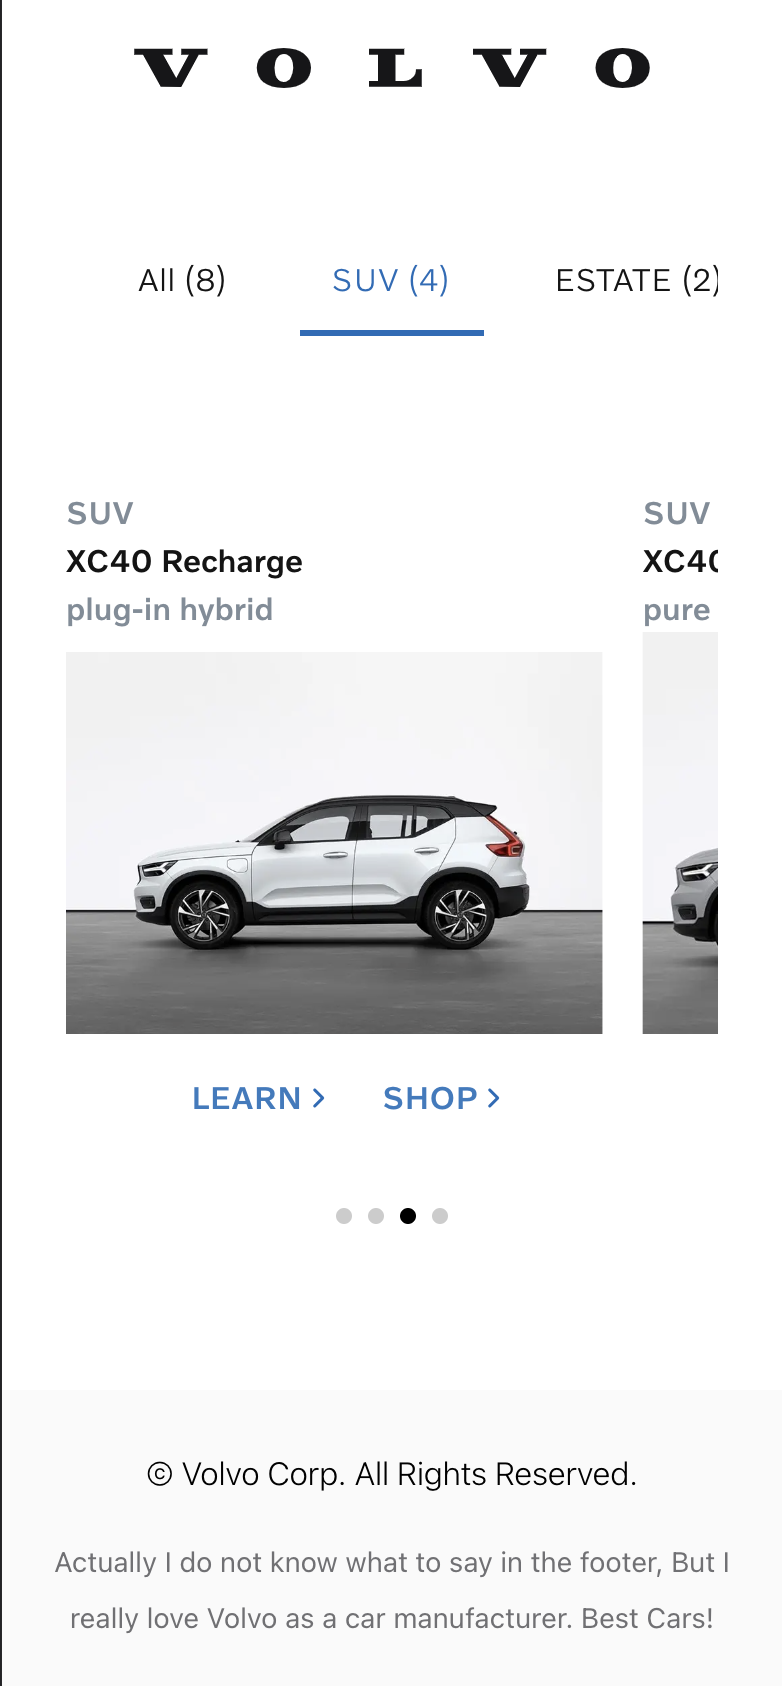 VOLVO
All (8) SUV (4) ESTATE (2)
SUV SUV
XC40 Recharge XC40
plug-in hybrid pure
LEARN > SHOP >
© Volvo Corp. All Rights Reserved.
Actually I do not know what to say in the footer, But I
really love Volvo as a car manufacturer. Best Cars!